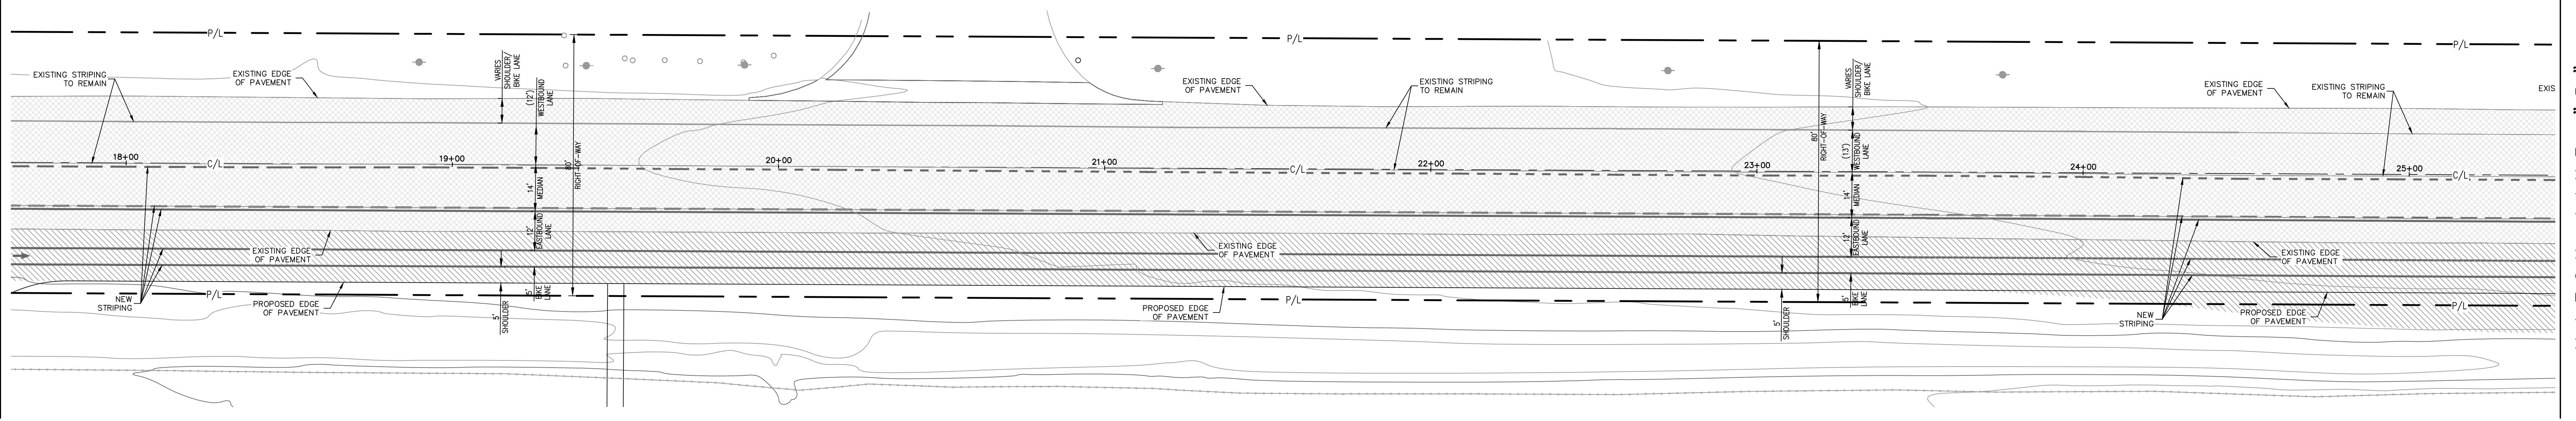 P/L
P/L
P/L
EXISTING STRIPING
TO REMAIN
EXISTING EDGE
OF PAVEMENT
VARIES
SHOULDER/
BIKE LANE
(12')
WESTBOUND
LANE
EXISTING EDGE
OF PAVEMENT
EXISTING STRIPING
TO REMAIN
VARIES
SHOULDER/
BIKE LANE
EXISTING EDGE
OF PAVEMENT
EXISTING STRIPING
TO REMAIN
EXIS
80'
RIGHT-OF-WAY
80'
RIGHT-OF-WAY
(13')
WESTBOUND
LANE
18+00
C/L
19+00
20+00
21+00
C/L
22+00
23+00
24+00
25+00
C/L
14'
MEDIAN
14'
MEDIAN
12'
EASTBOUND
LANE
12'
EASTBOUND
LANE
EXISTING EDGE
OF PAVEMENT
EXISTING EDGE
OF PAVEMENT
EXISTING EDGE
OF PAVEMENT
NEW
STRIPING
P/L
PROPOSED EDGE
OF PAVEMENT
5'
SHOULDER
5'
BIKE
LANE
PROPOSED EDGE
OF PAVEMENT
P/L
5'
SHOULDER
5'
BIKE
LANE
NEW
STRIPING
PROPOSED EDGE
OF PAVEMENT
P/L